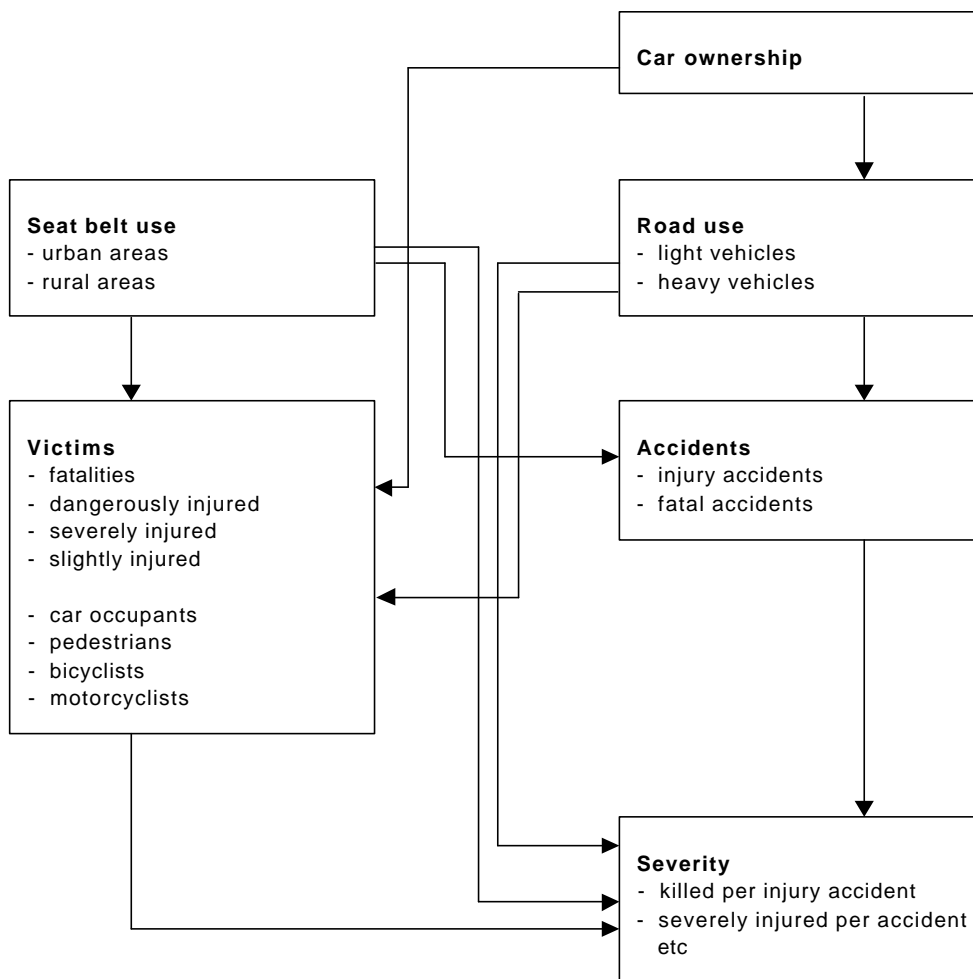 Car ownership
Seat belt use
- urban areas
- rural areas
Road use
- light vehicles
- heavy vehicles
Victims
- fatalities
- dangerously injured
- severely injured
- slightly injured
- car occupants
- pedestrians
- bicyclists
- motorcyclists
Accidents
- injury accidents
- fatal accidents
Severity
- killed per injury accident
- severely injured per accident
etc